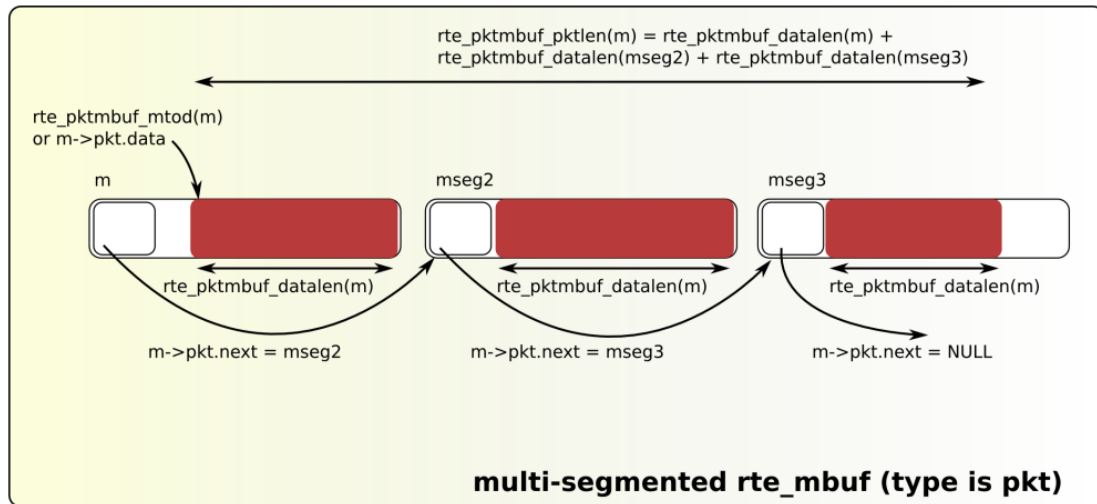 rte_pktmbuf_pktlen(m) = rte_pktmbuf_datalen(m) +
rte_pktmbuf_datalen(mseg2) + rte_pktmbuf_datalen(mseg3)
rte_pktmbuf_mtod(m)
or m->pkt.data
m
mseg2
mseg3
rte_pktmbuf_datalen(m)
rte_pktmbuf_datalen(m)
rte_pktmbuf_datalen(m)
m->pkt.next = mseg2
m->pkt.next = mseg3
m->pkt.next = NULL
multi-segmented rte_mbuf (type is pkt)